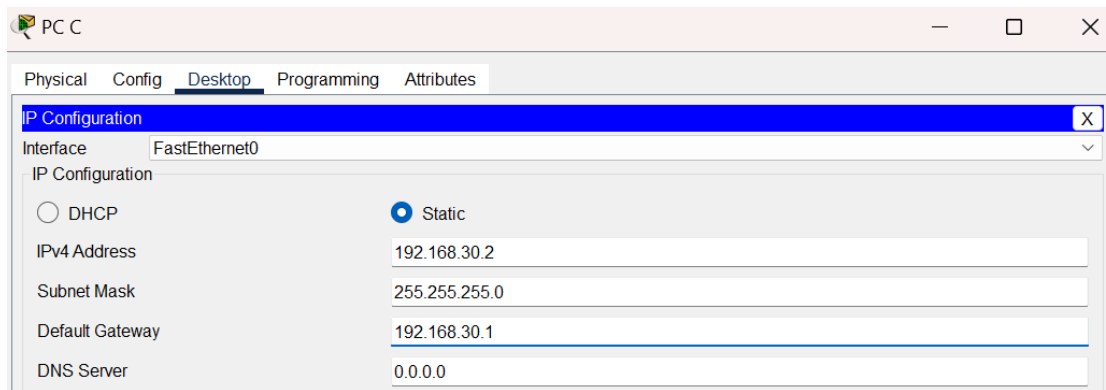 PC C
Physical Config Desktop Programming Attributes
IP Configuration X
Interface FastEthernet0
IP Configuration
DHCP Static
IPv4 Address 192.168.30.2
Subnet Mask 255.255.255.0
Default Gateway 192.168.30.1
DNS Server 0.0.0.0